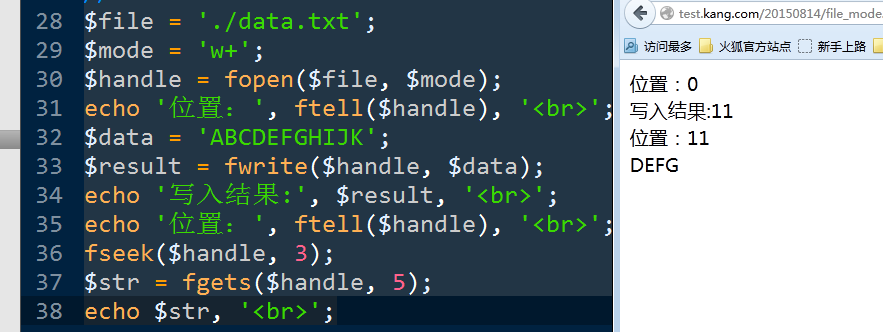 28 $file = './data.txt';
29 $mode = 'w+';
30 $handle = fopen($file, $mode);
31 echo '位置: ', ftell($handle), '<br>';
32 $data = 'ABCDEFGHIJK';
33 $result = fwrite($handle, $data);
34 echo '写入结果:', $result, '<br>';
35 echo '位置: ', ftell($handle), '<br>';
36 fseek($handle, 3);
37 $str = fgets($handle, 5);
38 echo $str, '<br>';
test.kang.com/20150814/file_mode
访问最多 火狐官方站点 新手上路
位置：0
写入结果:11
位置：11
DEFG